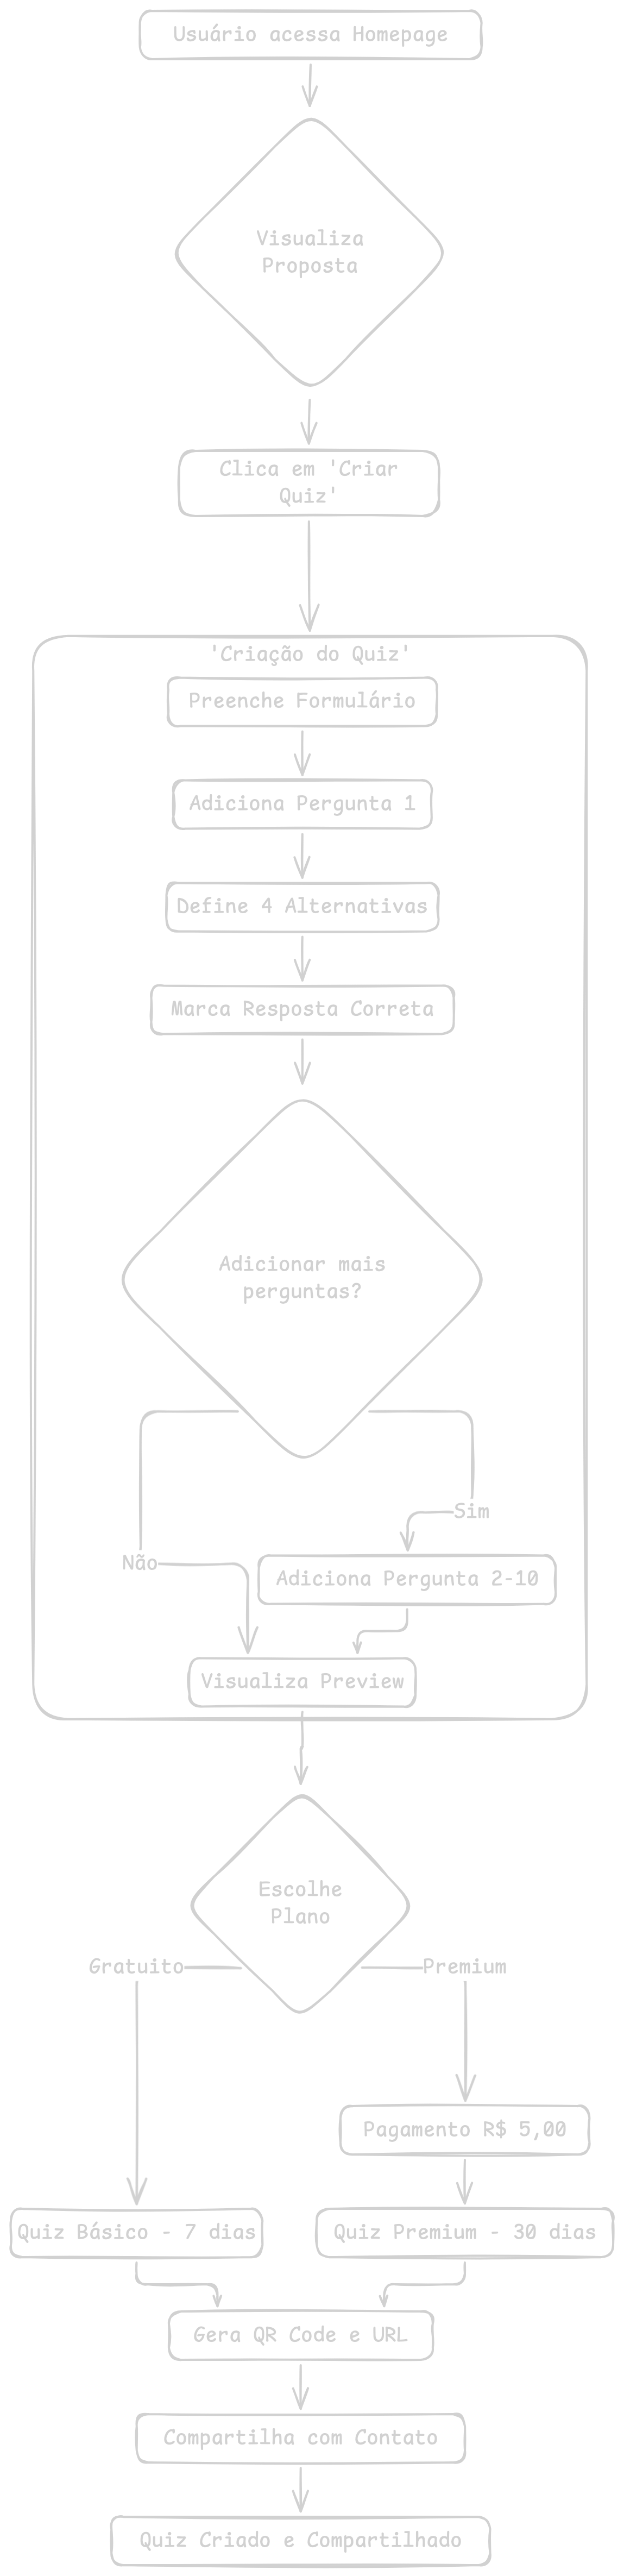 Usuário acessa Homepage
Visualiza
Proposta
Clica em 'Criar
Quiz'
'Criação do Quiz'
Preenche Formulário
Adiciona Pergunta 1
Define 4 Alternativas
Marca Resposta Correta
Adicionar mais
perguntas?
Sim
Não
Adiciona Pergunta 2-10
Visualiza Preview
Escolhe
Plano
Gratuito
Premium
Pagamento R$ 5,00
Quiz Básico - 7 dias
Quiz Premium - 30 dias
Gera QR Code e URL
Compartilha com Contato
Quiz Criado e Compartilhado